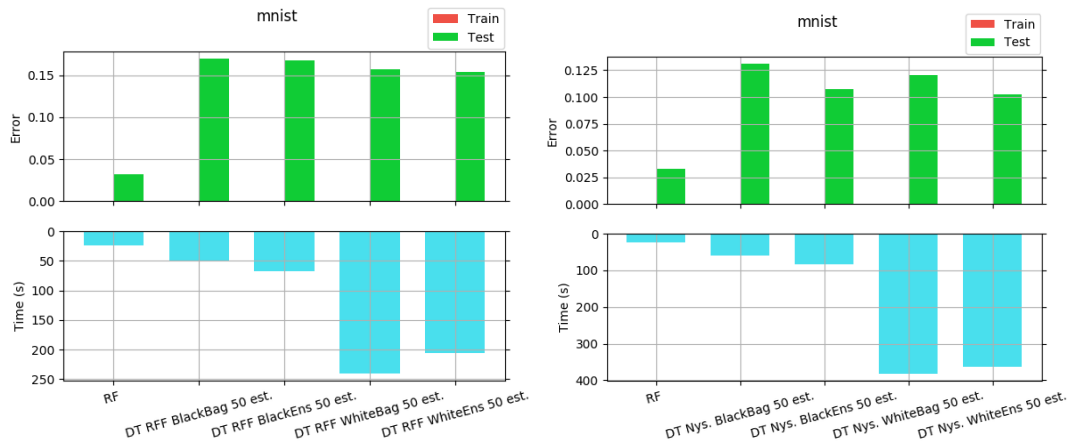 mnist
Train
Test
0.15
0.10
0.05
0.00
Error
0
50
100
150
200
250
Time (s)
RF
DT RFF BlackBag 50 est.
DT RFF BlackEns 50 est.
DT RFF WhiteBag 50 est.
DT RFF WhiteEns 50 est.
mnist
Train
Test
0.125
0.100
0.075
0.050
0.025
0.000
Error
0
100
200
300
400
Time (s)
RF
DT Nys. BlackBag 50 est.
DT Nys. BlackEns 50 est.
DT Nys. WhiteBag 50 est.
DT Nys. WhiteEns 50 est.